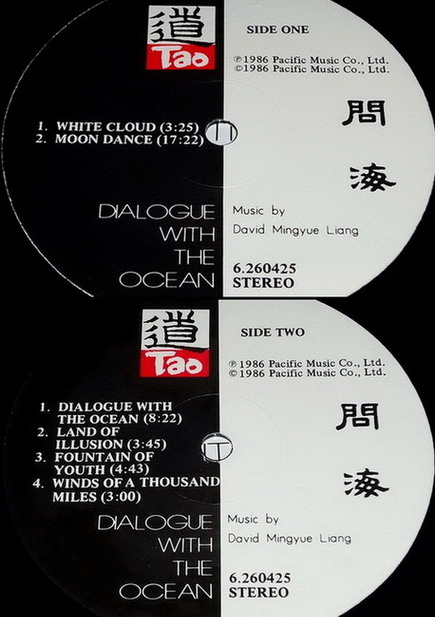 道
Tao
SIDE ONE
℗1986 Pacific Music Co., Ltd.
©1986 Pacific Music Co., Ltd.
問
海
1. WHITE CLOUD (3:25)
2. MOON DANCE (17:22)
DIALOGUE
WITH
THE
OCEAN
Music by
David Mingyue Liang
6.260425
STEREO
道
Tao
SIDE TWO
℗1986 Pacific Music Co., Ltd.
©1986 Pacific Music Co., Ltd.
問
海
1. DIALOGUE WITH
THE OCEAN (8:22)
2. LAND OF
ILLUSION (3:45)
3. FOUNTAIN OF
YOUTH (4:43)
4. WINDS OF A THOUSAND
MILES (3:00)
DIALOGUE
WITH
THE
OCEAN
Music by
David Mingyue Liang
6.260425
STEREO